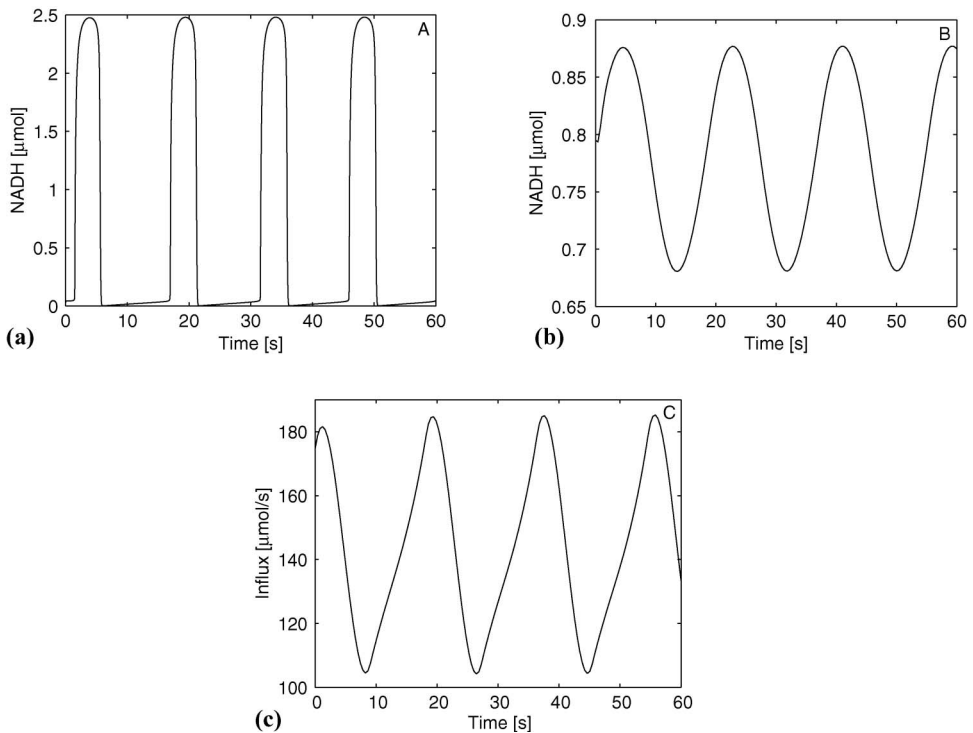 A
2.5
2
1.5
1
0.5
0
NADH [μmol]
0 10 20 30 40 50 60
Time [s]
(a)
B
0.9
0.85
0.8
0.75
0.7
0.65
NADH [μmol]
0 10 20 30 40 50 60
Time [s]
(b)
C
180
160
140
120
100
Influx [μmol/s]
0 10 20 30 40 50 60
Time [s]
(c)